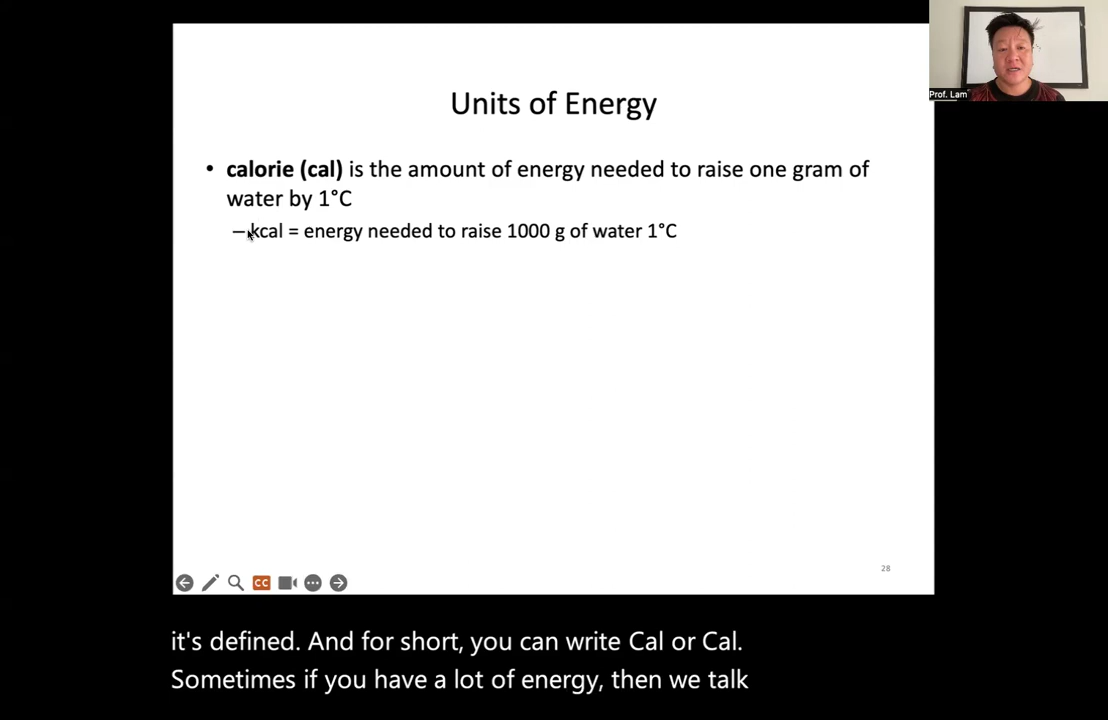 Prof. Lam
Units of Energy
• calorie (cal) is the amount of energy needed to raise one gram of
water by 1°C
–kcal = energy needed to raise 1000 g of water 1°C
28
CC
it's defined. And for short, you can write Cal or Cal.
Sometimes if you have a lot of energy, then we talk